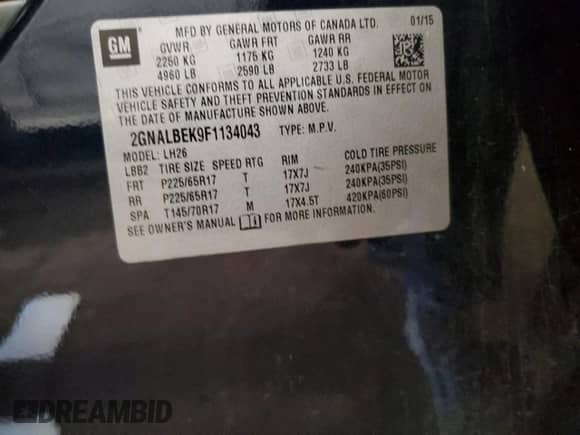 GM
MFD BY GENERAL MOTORS OF CANADA LTD. 01/15
GVWR GAWR FRT GAWR RR
2250 KG 1175 KG 1240 KG
4960 LB 2590 LB 2733 LB
THIS VEHICLE CONFORMS TO ALL APPLICABLE U.S. FEDERAL MOTOR
VEHICLE SAFETY AND THEFT PREVENTION STANDARDS IN EFFECT ON
THE DATE OF MANUFACTURE SHOWN ABOVE.
2GNALBEK9F1134043 TYPE: M.P.V.
MODEL: LH26
LBB2 TIRE SIZE SPEED RTG RIM COLD TIRE PRESSURE
FRT P225/65R17 T 17X7J 240KPA(35PSI)
RR P225/65R17 T 17X7J 240KPA(35PSI)
SPA T145/70R17 M 17X4.5T 420KPA(60PSI)
SEE OWNER'S MANUAL FOR MORE INFORMATION.
DREAMBID